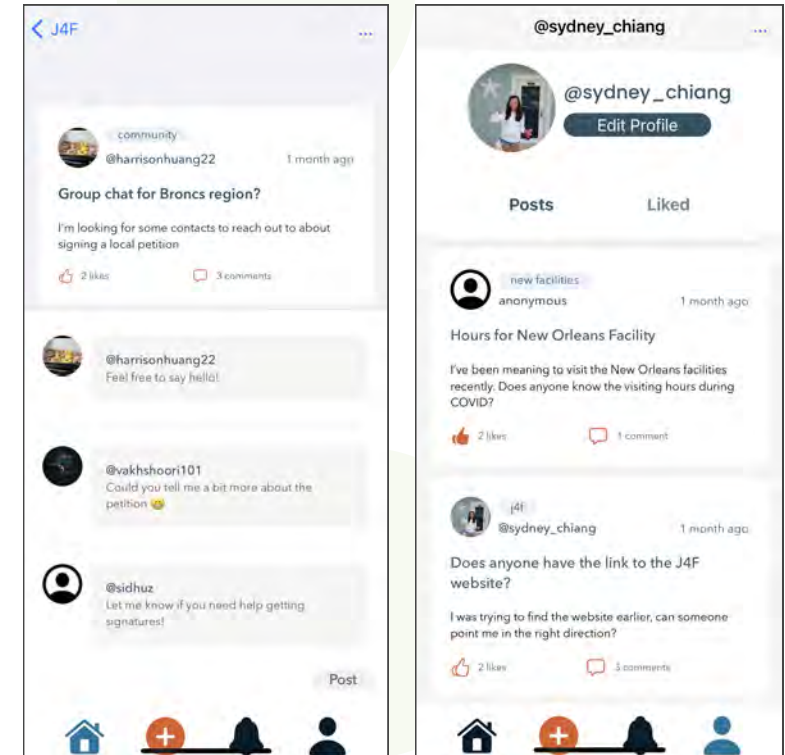 J4F
...
community
@harrisonhuang22
1 month ago
Group chat for Broncs region?
I'm looking for some contacts to reach out to about
signing a local petition
2 likes
3 comments
@harrisonhuang22
Feel free to say hello!
@vakhshoori101
Could you tell me a bit more about the
petition 😊
@sidhuz
Let me know if you need help getting
signatures!
Post
@sydney_chiang
...
@sydney_chiang
Edit Profile
Posts
Liked
new facilities
anonymous
1 month ago
Hours for New Orleans Facility
I've been meaning to visit the New Orleans facilities
recently. Does anyone know the visiting hours during
COVID?
2 likes
1 comment
j4f
@sydney_chiang
1 month ago
Does anyone have the link to the J4F
website?
I was trying to find the website earlier, can someone
point me in the right direction?
2 likes
3 comments